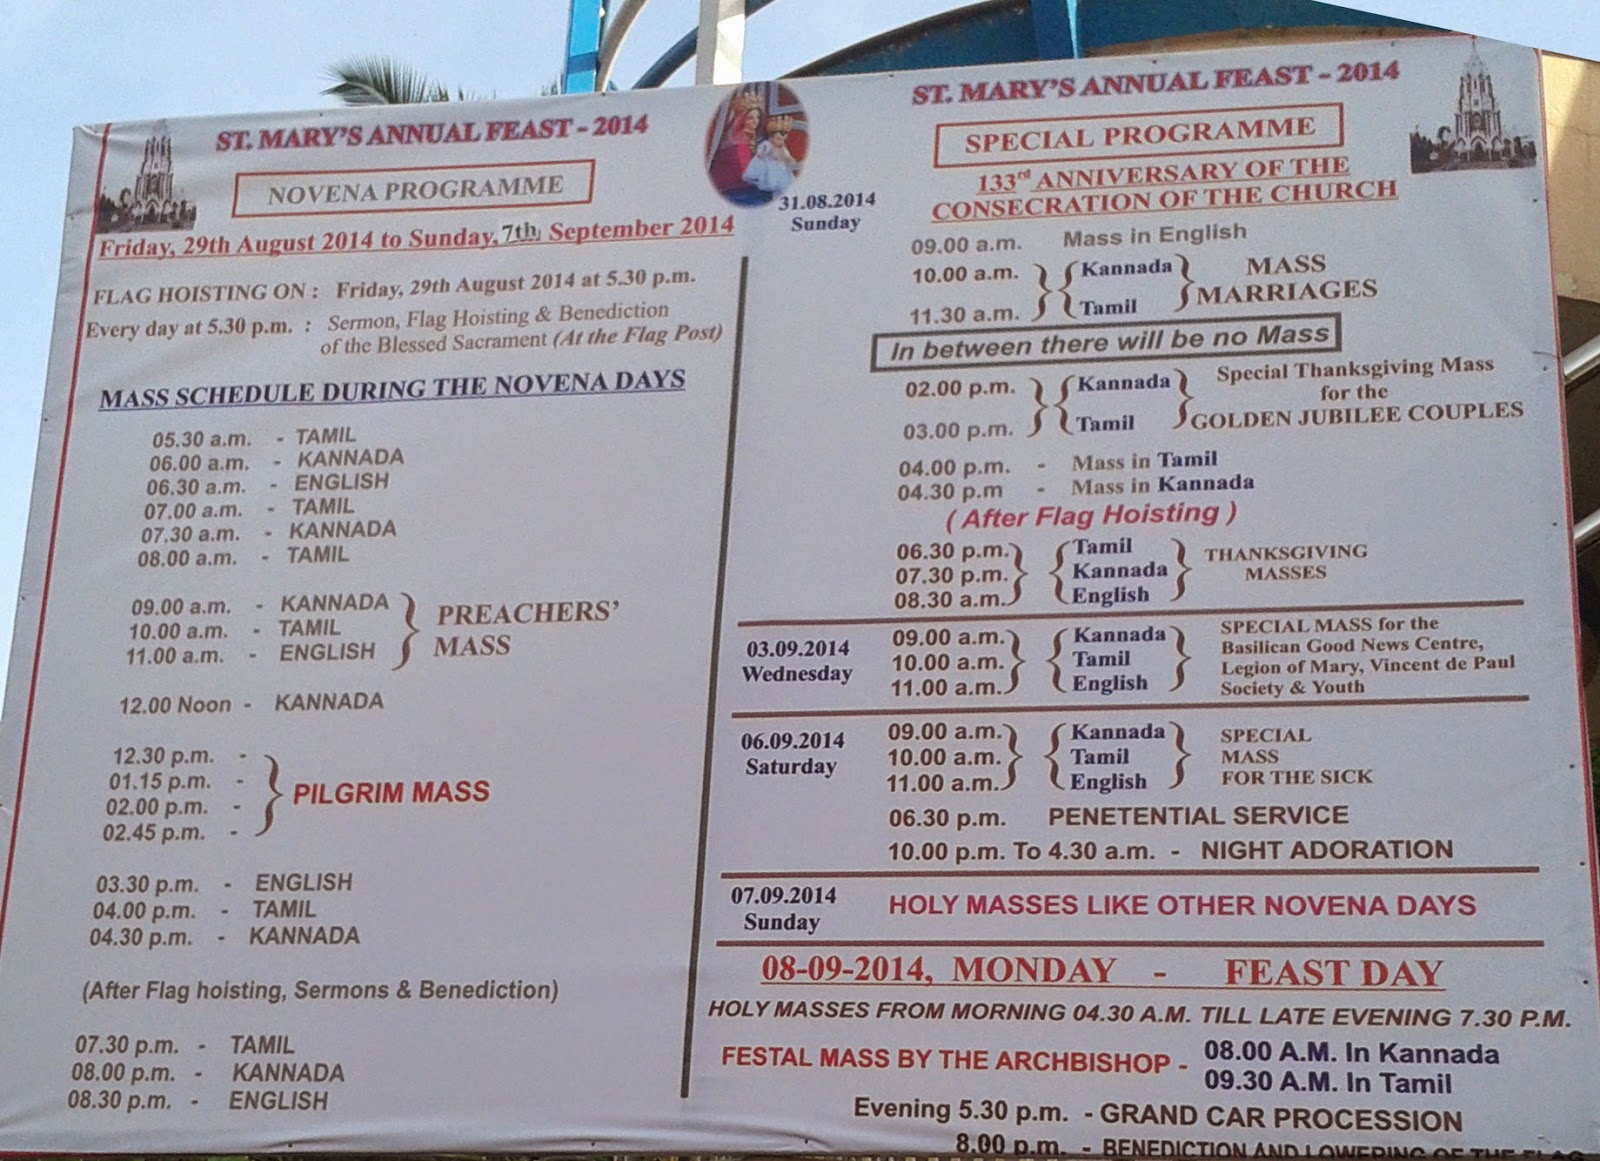 ST. MARY'S ANNUAL FEAST - 2014
NOVENA PROGRAMME
Friday, 29th August 2014 to Sunday, 7th, September 2014
FLAG HOISTING ON : Friday, 29th August 2014 at 5.30 p.m.
Every day at 5.30 p.m. : Sermon, Flag Hoisting & Benediction
of the Blessed Sacrament (At the Flag Post)
MASS SCHEDULE DURING THE NOVENA DAYS
05.30 a.m. - TAMIL
06.00 a.m. - KANNADA
06.30 a.m. - ENGLISH
07.00 a.m. - TAMIL
07.30 a.m. - KANNADA
08.00 a.m. - TAMIL
09.00 a.m. - KANNADA
10.00 a.m. - TAMIL
11.00 a.m. - ENGLISH
PREACHERS'
MASS
12.00 Noon - KANNADA
12.30 p.m. -
01.15 p.m. -
02.00 p.m. -
02.45 p.m. -
PILGRIM MASS
03.30 p.m. - ENGLISH
04.00 p.m. - TAMIL
04.30 p.m. - KANNADA
(After Flag hoisting, Sermons & Benediction)
07.30 p.m. - TAMIL
08.00 p.m. - KANNADA
08.30 p.m. - ENGLISH
ST. MARY'S ANNUAL FEAST - 2014
SPECIAL PROGRAMME
31.08.2014
Sunday
133rd ANNIVERSARY OF THE
CONSECRATION OF THE CHURCH
09.00 a.m. Mass in English
10.00 a.m. Kannada
11.30 a.m. Tamil
MASS
MARRIAGES
In between there will be no Mass
02.00 p.m. Kannada
03.00 p.m. Tamil
Special Thanksgiving Mass
for the
GOLDEN JUBILEE COUPLES
04.00 p.m. - Mass in Tamil
04.30 p.m - Mass in Kannada
( After Flag Hoisting )
06.30 p.m. Tamil
07.30 p.m. Kannada
08.30 a.m. English
THANKSGIVING
MASSES
03.09.2014
Wednesday
09.00 a.m. Kannada
10.00 a.m. Tamil
11.00 a.m. English
SPECIAL MASS for the
Basilican Good News Centre,
Legion of Mary, Vincent de Paul
Society & Youth
06.09.2014
Saturday
09.00 a.m. Kannada
10.00 a.m. Tamil
11.00 a.m. English
SPECIAL
MASS
FOR THE SICK
06.30 p.m. PENETENTIAL SERVICE
10.00 p.m. To 4.30 a.m. - NIGHT ADORATION
07.09.2014
Sunday
HOLY MASSES LIKE OTHER NOVENA DAYS
08-09-2014, MONDAY - FEAST DAY
HOLY MASSES FROM MORNING 04.30 A.M. TILL LATE EVENING 7.30 P.M.
FESTAL MASS BY THE ARCHBISHOP - 08.00 A.M. In Kannada
09.30 A.M. In Tamil
Evening 5.30 p.m. - GRAND CAR PROCESSION
8.00 p.m. - BENEDICTION AND LOWERING OF THE FLAG